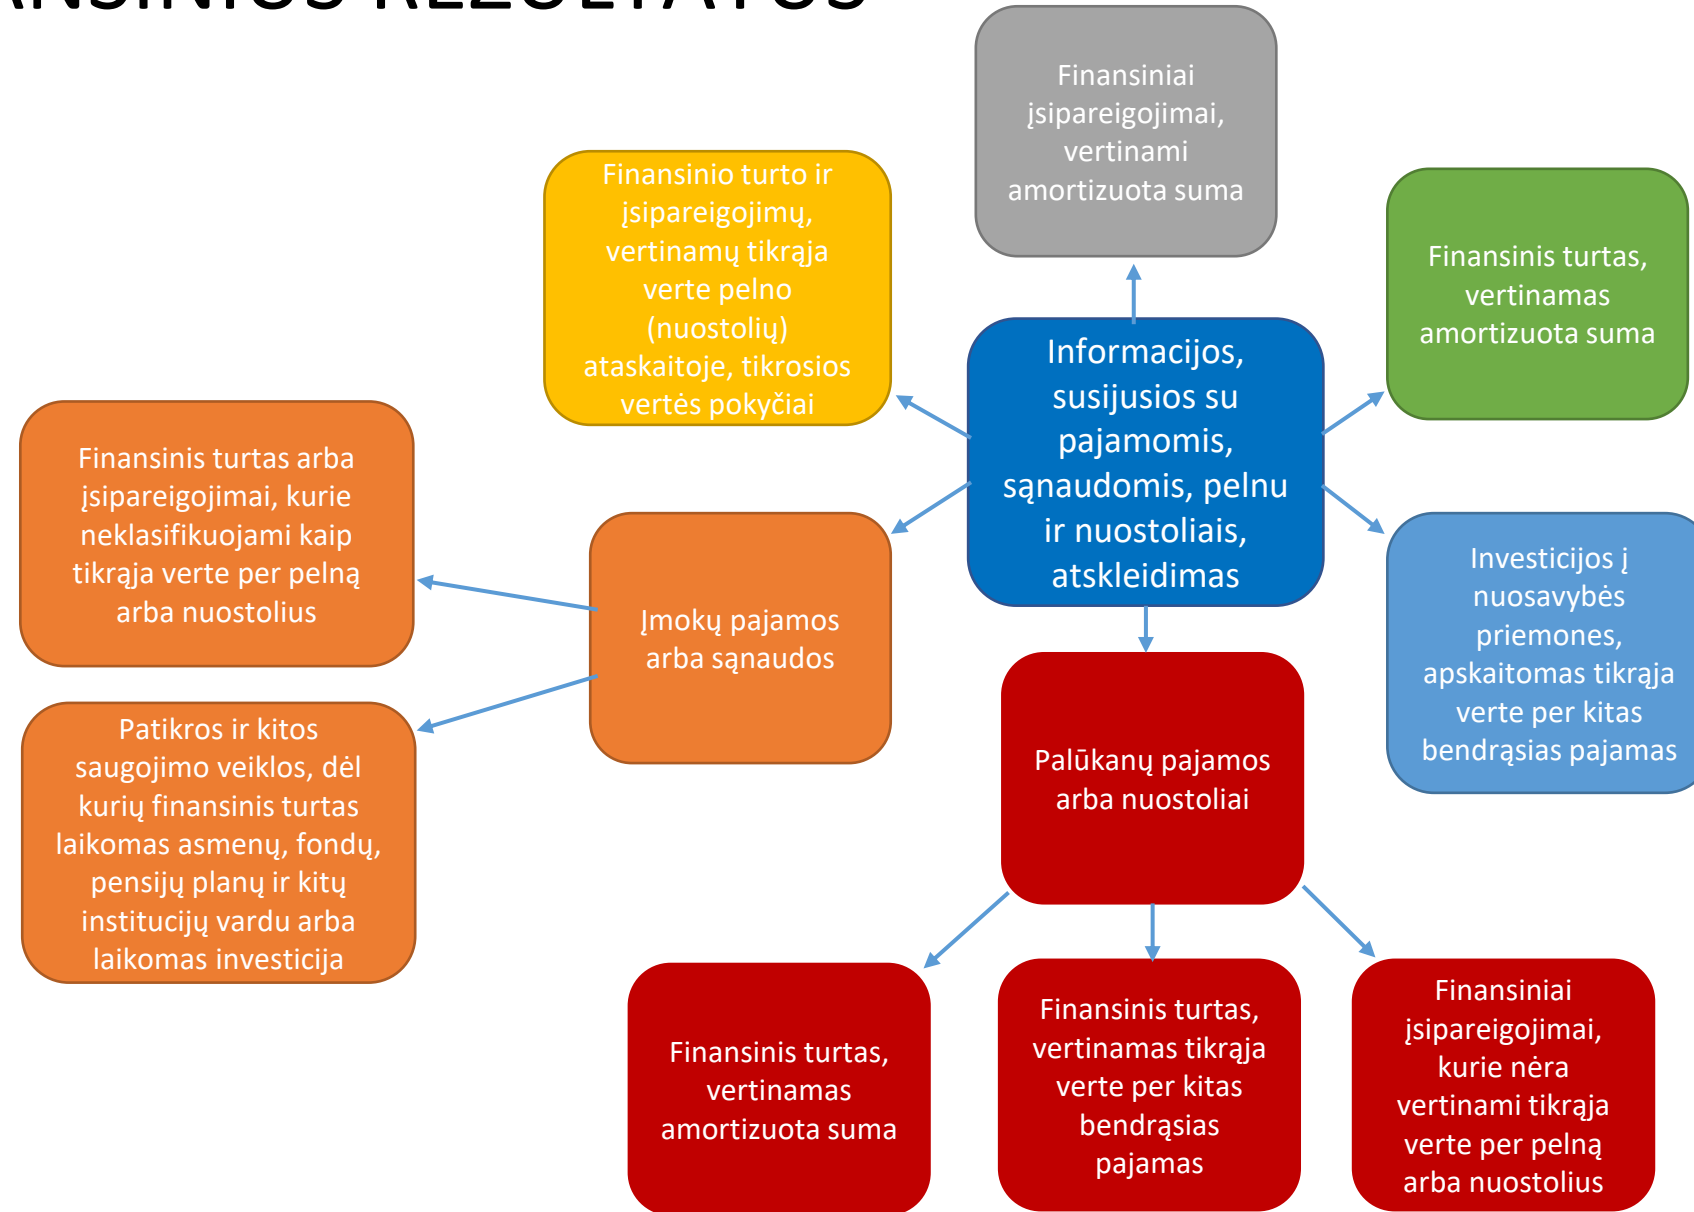 ANSINIUS REZULTATUS
Finansiniai
įsipareigojimai,
vertinami
amortizuota suma
Finansinio turto ir
įsipareigojimų,
vertinamų tikrąja
verte pelno
(nuostolių)
ataskaitoje, tikrosios
vertės pokyčiai
Finansinis turtas,
vertinamas
amortizuota suma
Informacijos,
susijusios su
pajamomis,
sąnaudomis, pelnu
ir nuostoliais,
atskleidimas
Finansinis turtas arba
įsipareigojimai, kurie
neklasifikuojami kaip
tikrąja verte per pelną
arba nuostolius
Įmokų pajamos
arba sąnaudos
Investicijos į
nuosavybės
priemones,
apskaitomas tikrąja
verte per kitas
bendrąsias pajamas
Patikros ir kitos
saugojimo veiklos, dėl
kurių finansinis turtas
laikomas asmenų, fondų,
pensijų planų ir kitų
institucijų vardu arba
laikomas investicija
Palūkanų pajamos
arba nuostoliai
Finansinis turtas,
vertinamas
amortizuota suma
Finansinis turtas,
vertinamas tikrąja
verte per kitas
bendrąsias
pajamas
Finansiniai
įsipareigojimai,
kurie nėra
vertinami tikrąja
verte per pelną
arba nuostolius